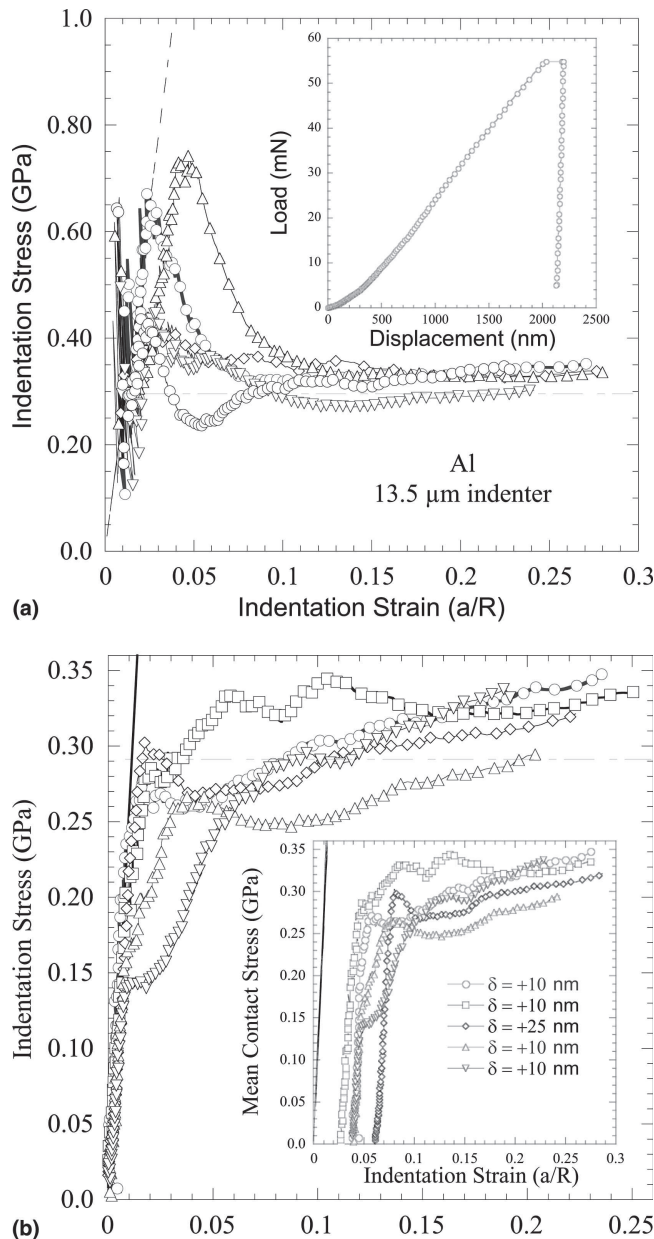 1.0
0.80
0.60
0.40
0.20
0.0
Indentation Stress (GPa)
60
50
40
30
20
10
0
Load (mN)
0 500 1000 1500 2000 2500
Displacement (nm)
Al
13.5 µm indenter
0 0.05 0.1 0.15 0.2 0.25 0.3
(a)
Indentation Strain (a/R)
0.35
0.30
0.25
0.20
0.15
0.10
0.05
0.0
Indentation Stress (GPa)
0.35
0.30
0.25
0.20
0.15
0.10
0.05
0.0
Mean Contact Stress (GPa)
δ = +10 nm
δ = +10 nm
δ = +25 nm
δ = +10 nm
δ = +10 nm
0 0.05 0.1 0.15 0.2 0.25 0.3
Indentation Strain (a/R)
0 0.05 0.1 0.15 0.2 0.25
(b)